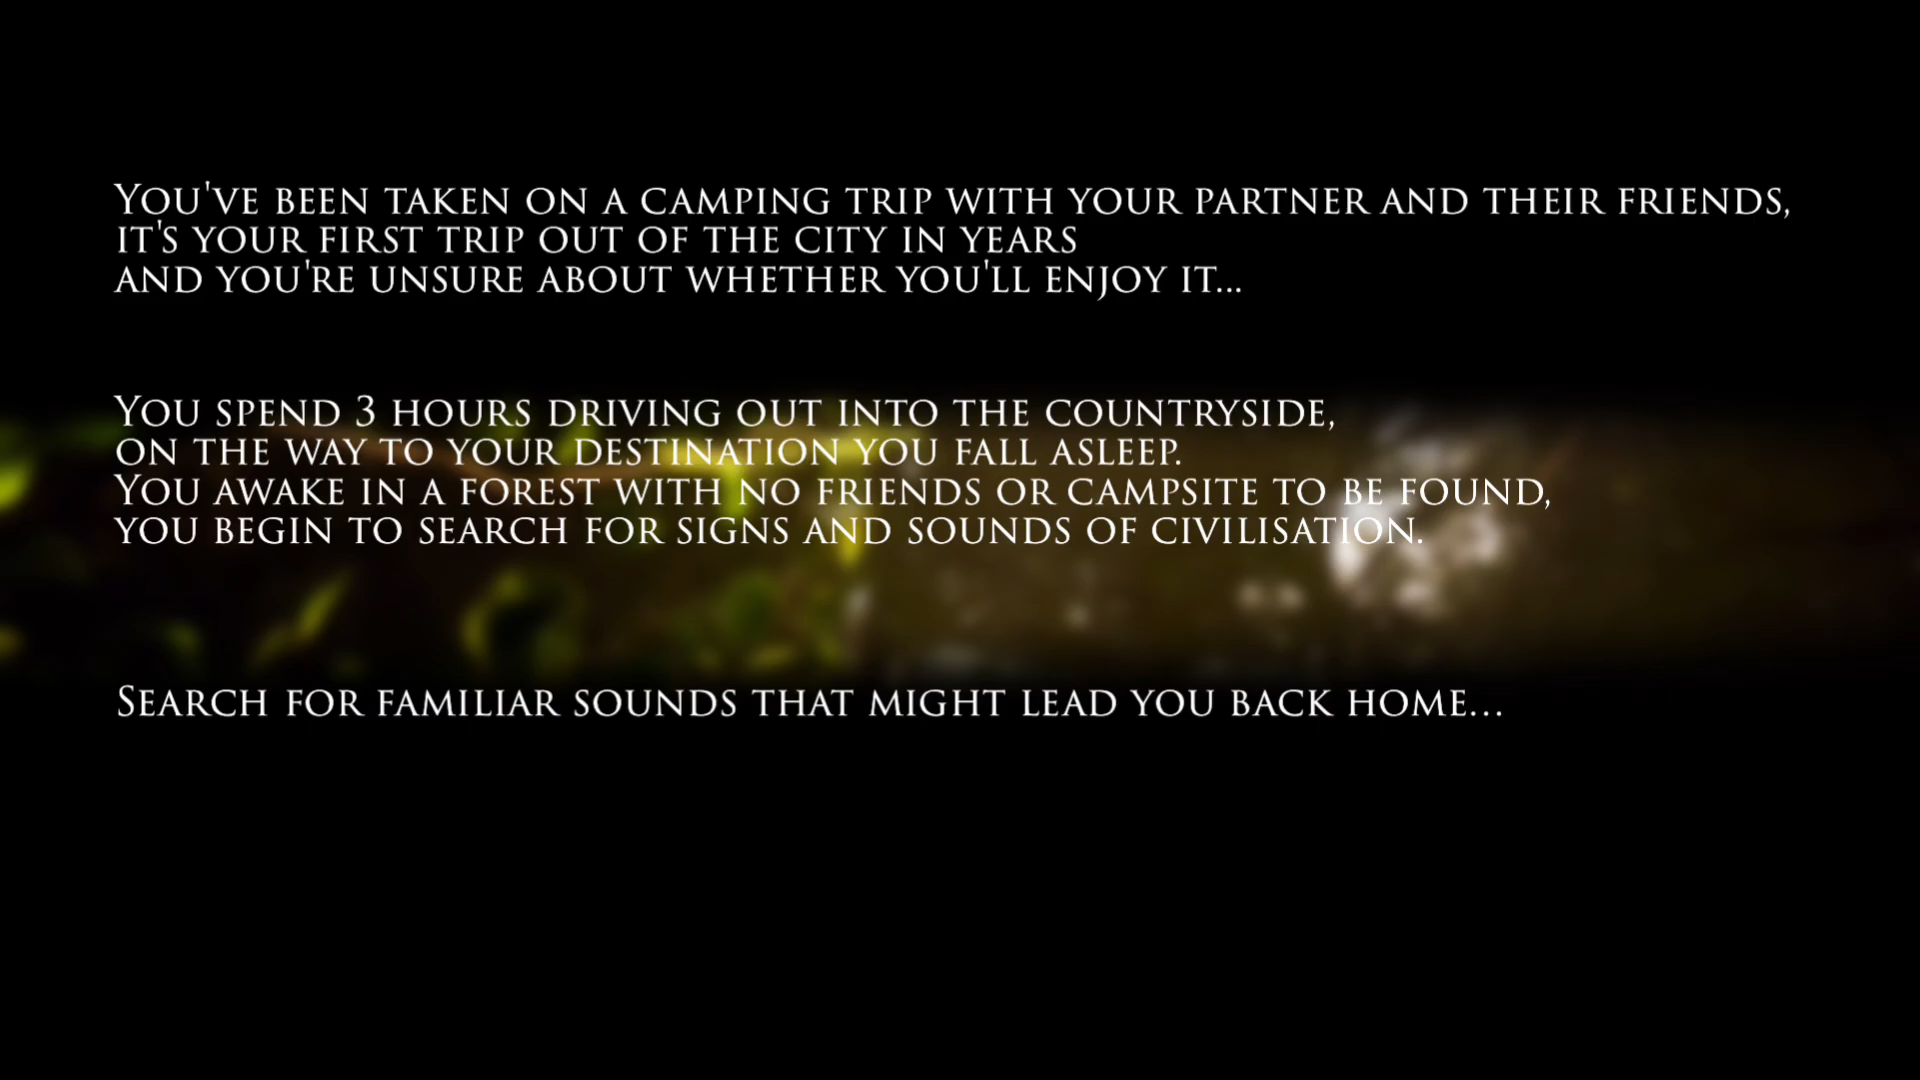 You've been taken on a camping trip with your partner and their friends,
it's your first trip out of the city in years
and you're unsure about whether you'll enjoy it...
You spend 3 hours driving out into the countryside,
on the way to your destination you fall asleep.
You awake in a forest with no friends or campsite to be found,
you begin to search for signs and sounds of civilisation.
Search for familiar sounds that might lead you back home...